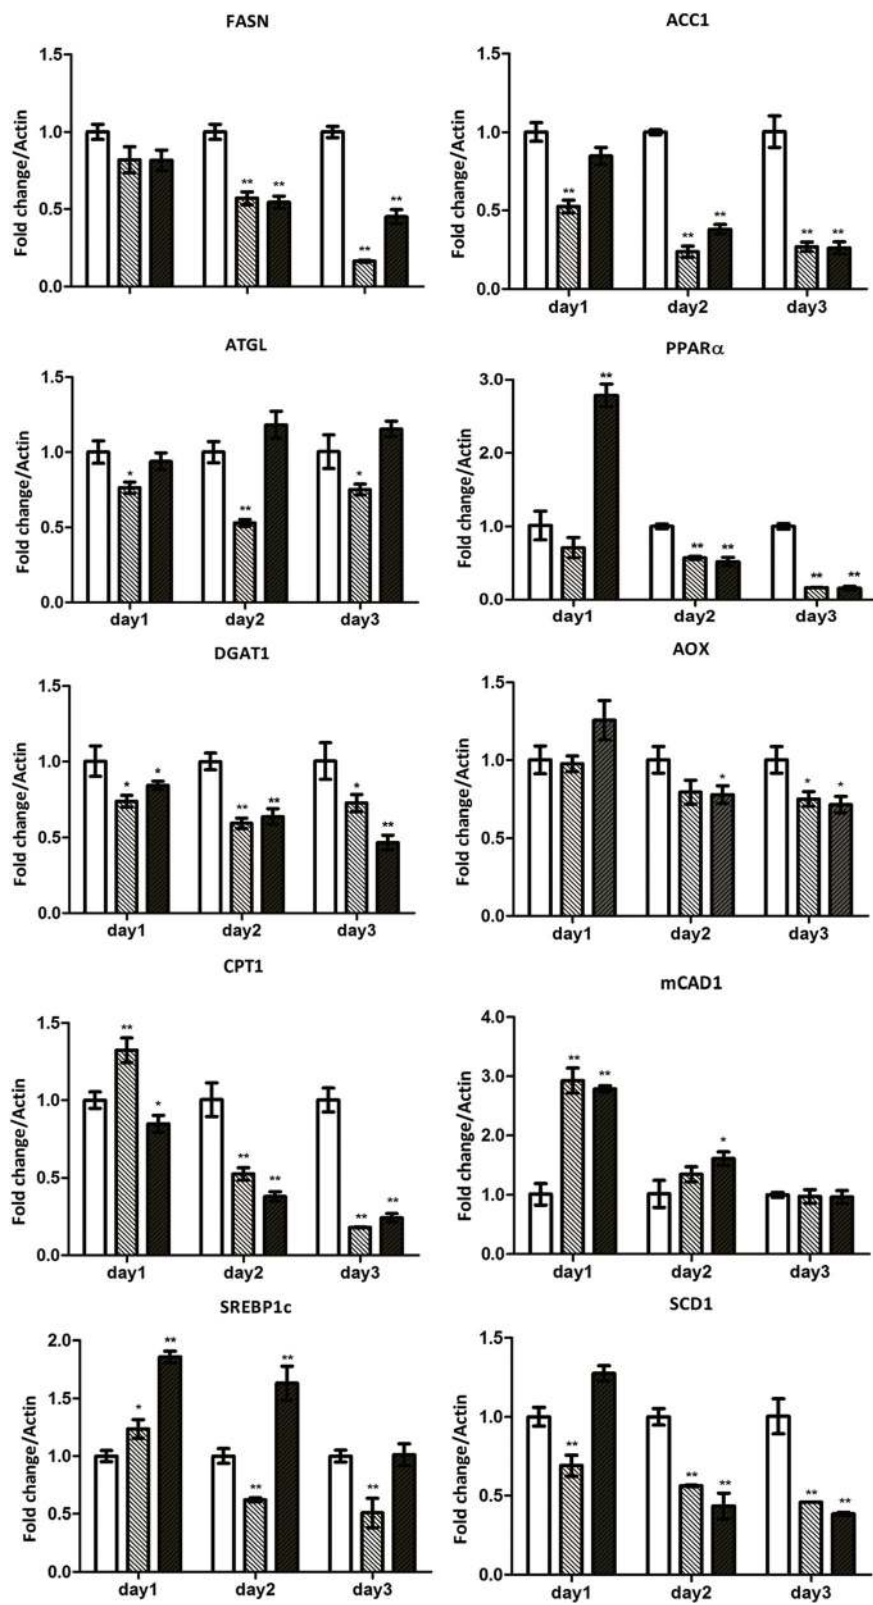 FASN
Fold change/Actin
1.5
1.0
0.5
0.0
** **
**
**
ACC1
Fold change/Actin
1.5
1.0
0.5
0.0
**
**
**
** **
day1 day2 day3
ATGL
Fold change/Actin
1.5
1.0
0.5
0.0
*
**
*
day1 day2 day3
PPARα
Fold change/Actin
3.0
2.0
1.0
0.0
**
** **
** **
day1 day2 day3
DGAT1
Fold change/Actin
1.5
1.0
0.5
0.0
* *
** **
*
**
day1 day2 day3
AOX
Fold change/Actin
1.5
1.0
0.5
0.0
*
* *
day1 day2 day3
CPT1
Fold change/Actin
1.5
1.0
0.5
0.0
**
*
**
**
** **
day1 day2 day3
mCAD1
Fold change/Actin
4.0
3.0
2.0
1.0
0.0
** **
*
day1 day2 day3
SREBP1c
Fold change/Actin
2.0
1.5
1.0
0.5
0.0
*
**
**
**
**
day1 day2 day3
SCD1
Fold change/Actin
1.5
1.0
0.5
0.0
**
** **
** **
day1 day2 day3